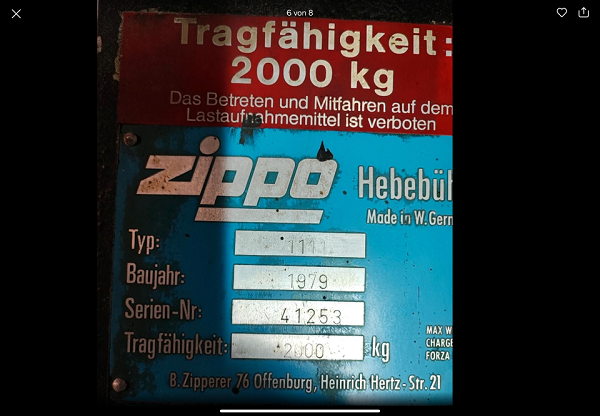 6 von 8
Tragfähigkeit:
2000 kg
Das Betreten und Mitfahren auf dem
Lastaufnahmemittel ist verboten
zippo Hebebüh
Made in W.Germ
Typ: 1111
Baujahr: 1979
Serien-Nr: 41253
Tragfähigkeit: 2000 kg
MAX W
CHARGE
FORZA
B. Zipperer 76 Offenburg, Heinrich Hertz-Str. 21